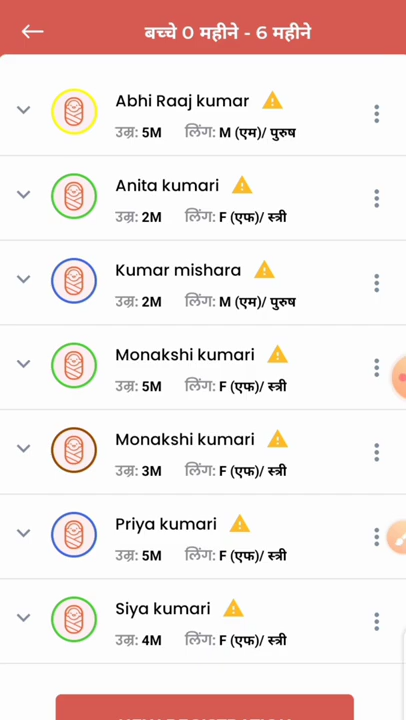 बच्चे 0 महीने - 6 महीने
Abhi Raaj kumar
उम्र: 5M लिंग: M (एम)/ पुरुष
Anita kumari
उम्र: 2M लिंग: F (एफ)/ स्त्री
Kumar mishara
उम्र: 2M लिंग: M (एम)/ पुरुष
Monakshi kumari
उम्र: 5M लिंग: F (एफ)/ स्त्री
Monakshi kumari
उम्र: 3M लिंग: F (एफ)/ स्त्री
Priya kumari
उम्र: 5M लिंग: F (एफ)/ स्त्री
Siya kumari
उम्र: 4M लिंग: F (एफ)/ स्त्री